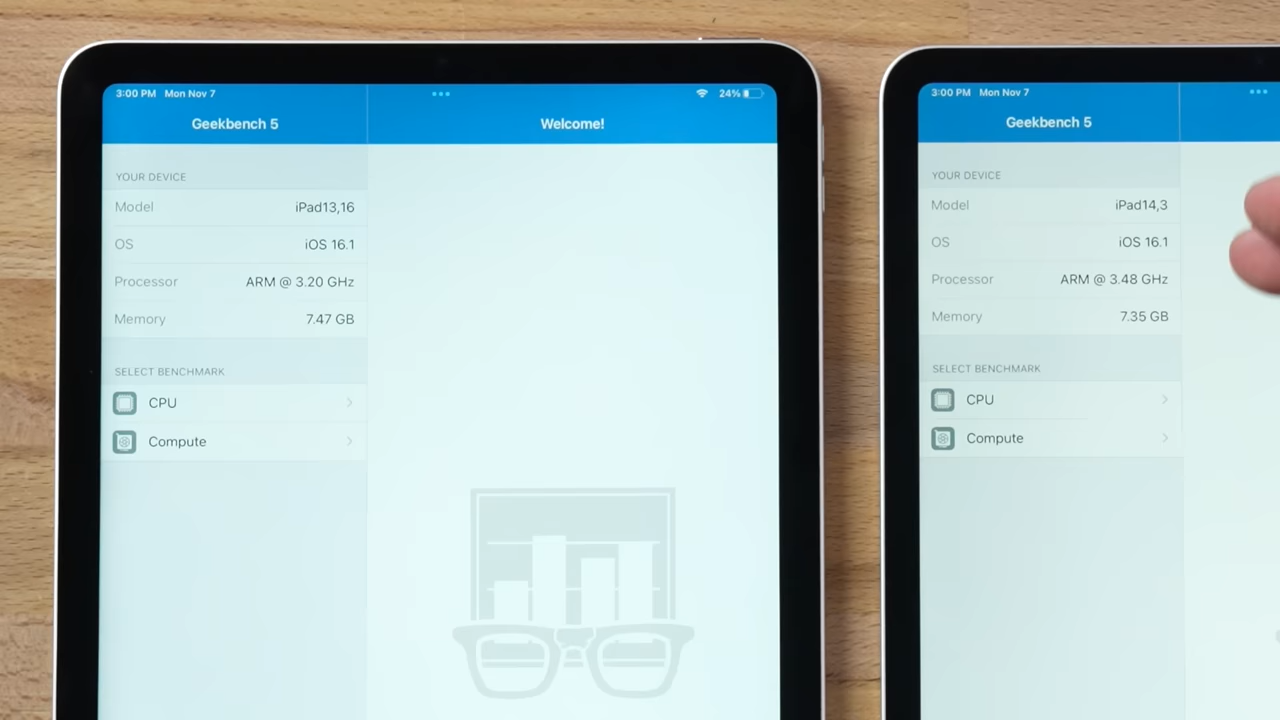 3:00 PM Mon Nov 7
24%
Geekbench 5
Welcome!
YOUR DEVICE
Model iPad13,16
OS iOS 16.1
Processor ARM @ 3.20 GHz
Memory 7.47 GB
SELECT BENCHMARK
CPU
Compute
3:00 PM Mon Nov 7
Geekbench 5
YOUR DEVICE
Model iPad14,3
OS iOS 16.1
Processor ARM @ 3.48 GHz
Memory 7.35 GB
SELECT BENCHMARK
CPU
Compute